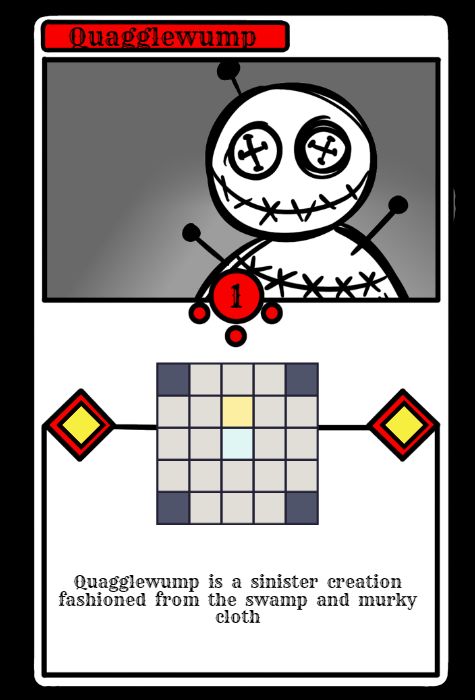 Quagglewump
1
Quagglewump is a sinister creation
fashioned from the swamp and murky
cloth